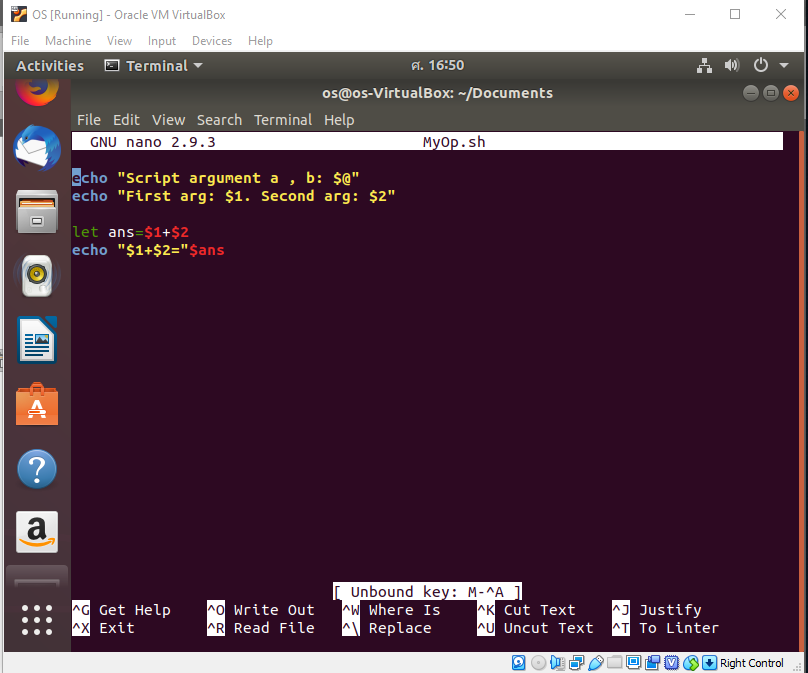 OS [Running] - Oracle VM VirtualBox
File Machine View Input Devices Help
Activities Terminal ศ. 16:50
os@os-VirtualBox: ~/Documents
File Edit View Search Terminal Help
GNU nano 2.9.3 MyOp.sh
echo "Script argument a , b: $@"
echo "First arg: $1. Second arg: $2"
let ans=$1+$2
echo "$1+$2="$ans
[ Unbound key: M-^A ]
^G Get Help ^O Write Out ^W Where Is ^K Cut Text ^J Justify
^X Exit ^R Read File ^\ Replace ^U Uncut Text ^T To Linter
Right Control